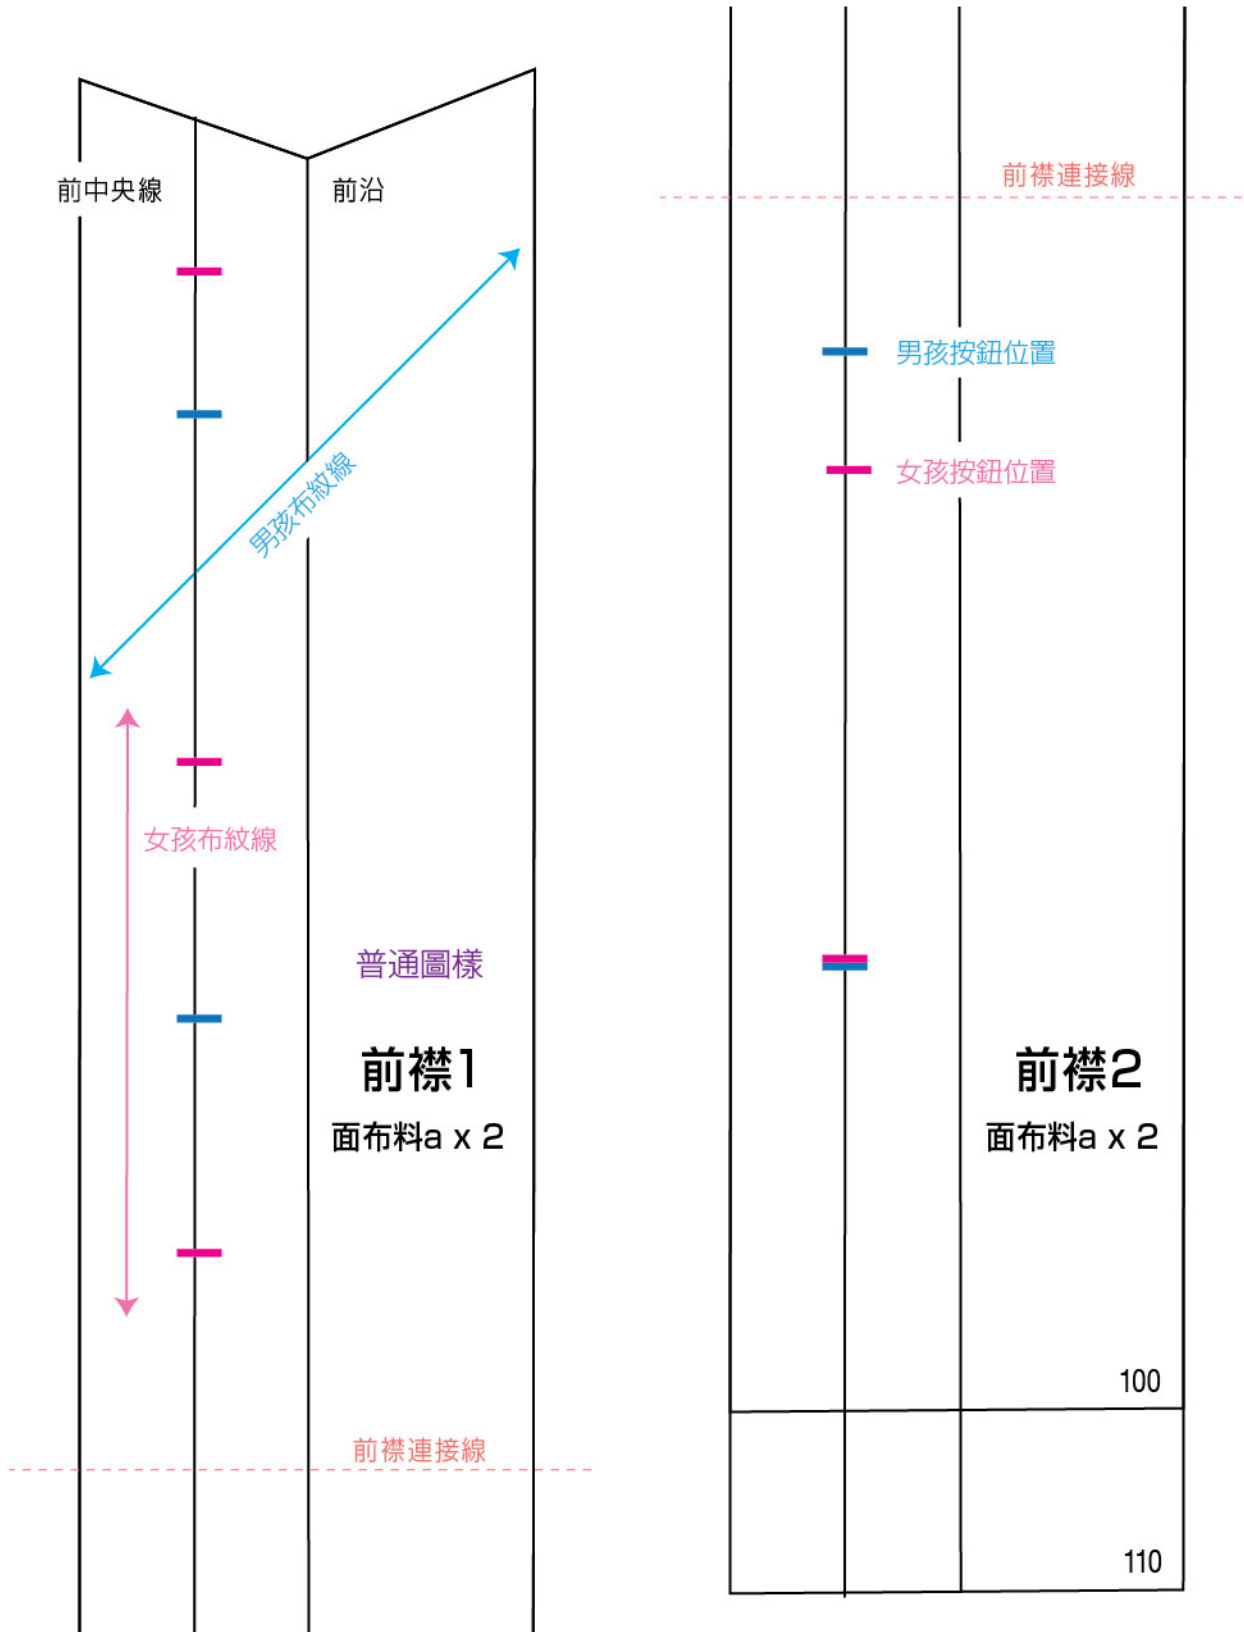 前中央線
前沿
男孩布紋線
女孩布紋線
普通圖樣
前襟1
面布料a x 2
前襟連接線
前襟連接線
男孩按鈕位置
女孩按鈕位置
前襟2
面布料a x 2
100
110